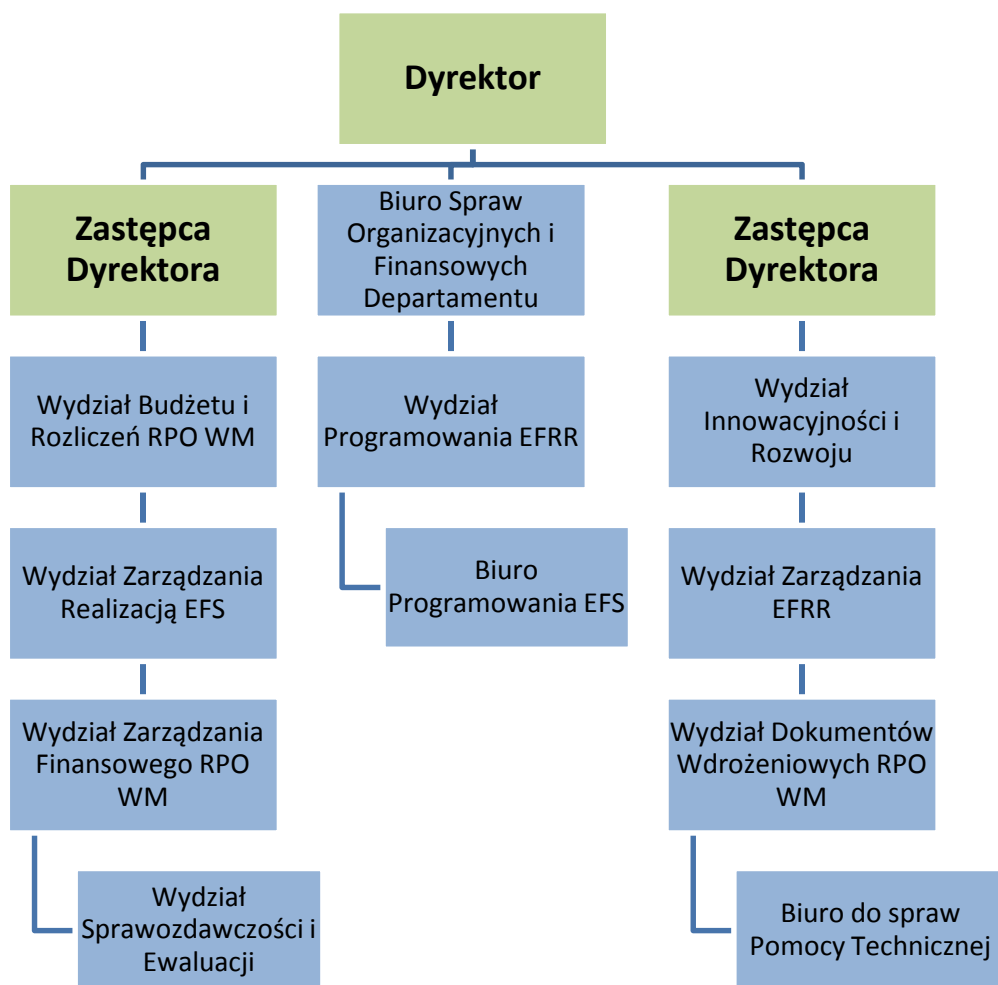 Dyrektor
Zastępca
Dyrektora
Biuro Spraw
Organizacyjnych i
Finansowych
Departamentu
Zastępca
Dyrektora
Wydział Budżetu i
Rozliczeń RPO WM
Wydział
Programowania EFRR
Wydział
Innowacyjności i
Rozwoju
Wydział Zarządzania
Realizacją EFS
Biuro
Programowania EFS
Wydział Zarządzania
EFRR
Wydział Zarządzania
Finansowego RPO
WM
Wydział Dokumentów
Wdrożeniowych RPO
WM
Wydział
Sprawozdawczości i
Ewaluacji
Biuro do spraw
Pomocy Technicznej